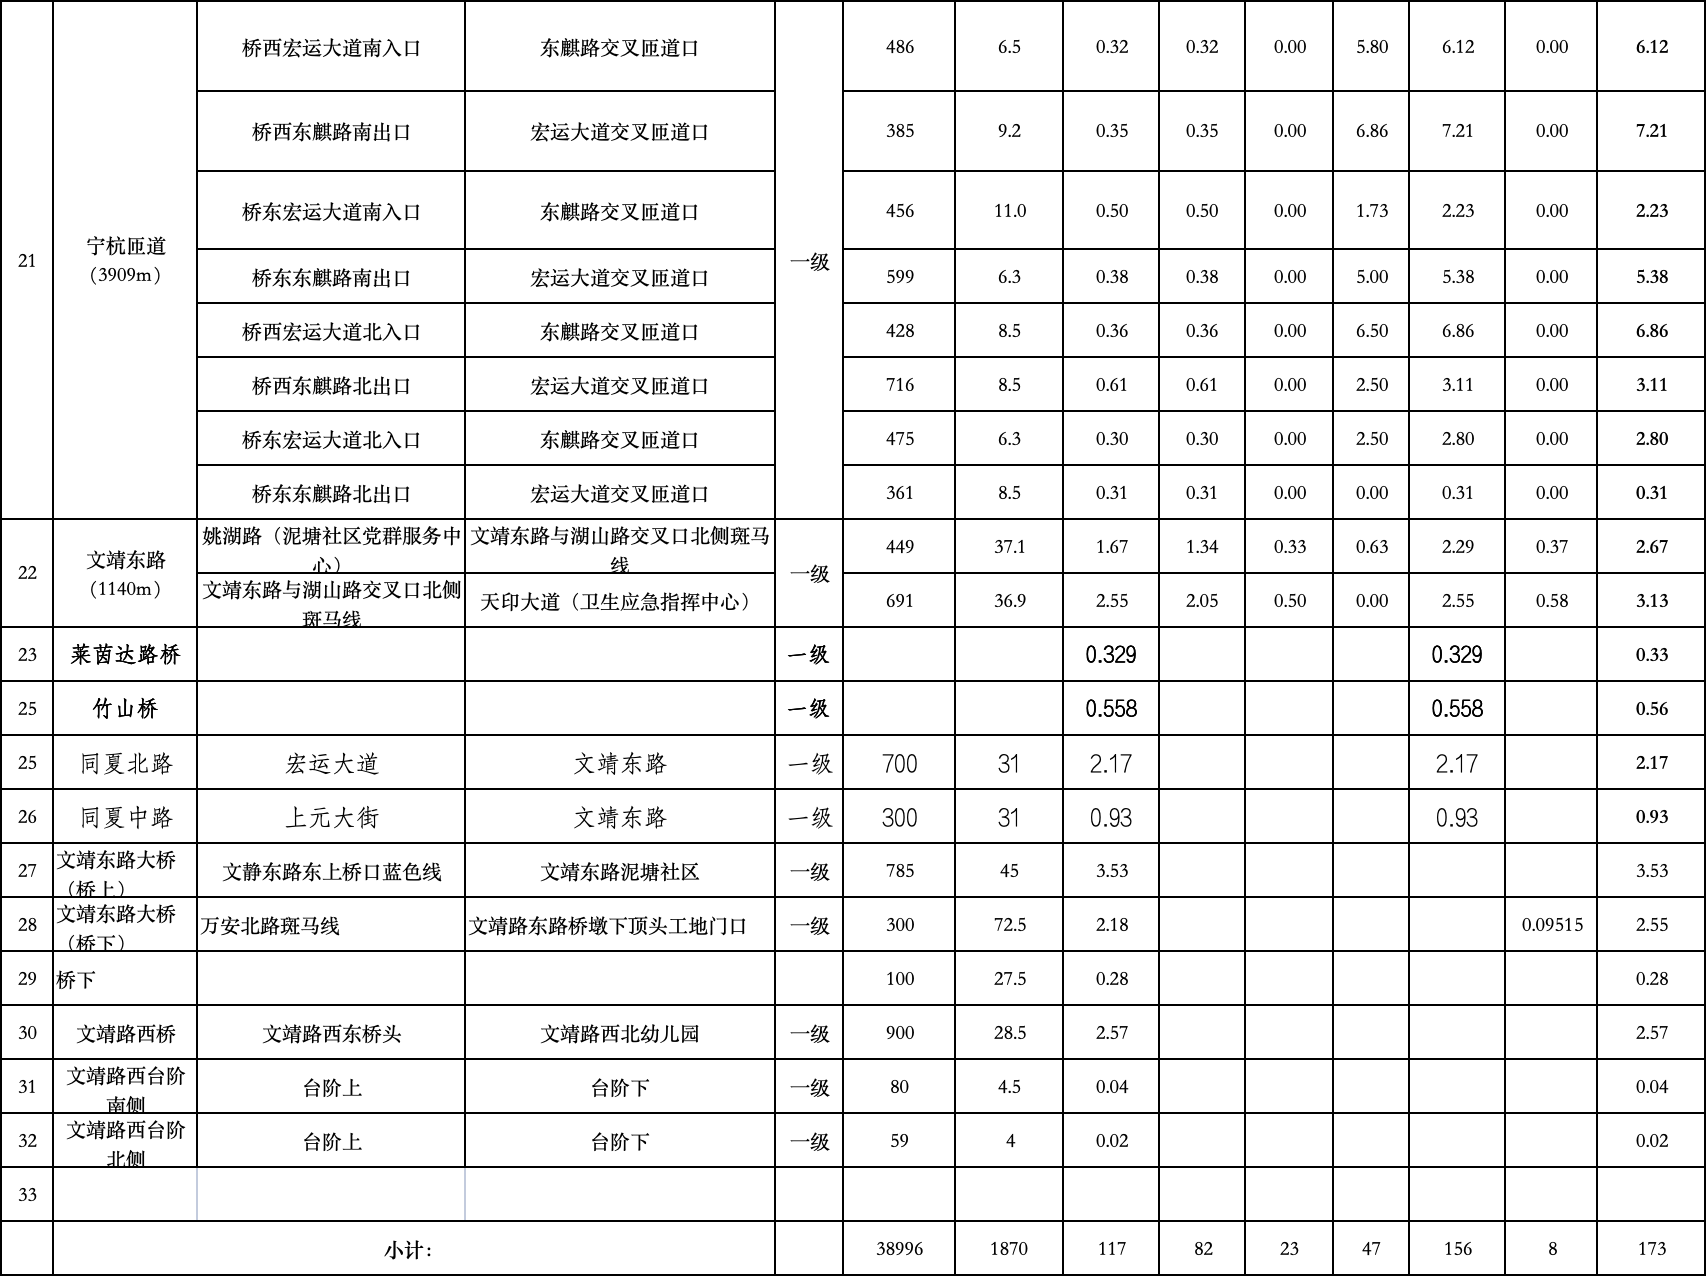 桥西宏运大道南入口 东麒路交叉匝道口 486 6.5 0.32 0.32 0.00 5.80 6.12 0.00 6.12
桥西东麒路南出口 宏运大道交叉匝道口 385 9.2 0.35 0.35 0.00 6.86 7.21 0.00 7.21
桥东宏运大道南入口 东麒路交叉匝道口 456 11.0 0.50 0.50 0.00 1.73 2.23 0.00 2.23
21 宁杭匝道
（3909m）
一级
桥东东麒路南出口 宏运大道交叉匝道口 599 6.3 0.38 0.38 0.00 5.00 5.38 0.00 5.38
桥西宏运大道北入口 东麒路交叉匝道口 428 8.5 0.36 0.36 0.00 6.50 6.86 0.00 6.86
桥西东麒路北出口 宏运大道交叉匝道口 716 8.5 0.61 0.61 0.00 2.50 3.11 0.00 3.11
桥东宏运大道北入口 东麒路交叉匝道口 475 6.3 0.30 0.30 0.00 2.50 2.80 0.00 2.80
桥东东麒路北出口 宏运大道交叉匝道口 361 8.5 0.31 0.31 0.00 0.00 0.31 0.00 0.31
22 文靖东路
（1140m）
姚湖路（泥塘社区党群服务中
心）
文靖东路与湖山路交叉口北侧斑马
线
一级
449 37.1 1.67 1.34 0.33 0.63 2.29 0.37 2.67
文靖东路与湖山路交叉口北侧
斑马线
天印大道（卫生应急指挥中心） 691 36.9 2.55 2.05 0.50 0.00 2.55 0.58 3.13
23 莱茵达路桥 一级 0.329 0.329 0.33
25 竹山桥 一级 0.558 0.558 0.56
25 同夏北路 宏运大道 文靖东路 一级 700 31 2.17 2.17 2.17
26 同夏中路 上元大街 文靖东路 一级 300 31 0.93 0.93 0.93
27 文靖东路大桥
（桥上）
文静东路东上桥口蓝色线 文靖东路泥塘社区 一级 785 45 3.53 3.53
28 文靖东路大桥
（桥下）
万安北路斑马线 文靖路东路桥墩下顶头工地门口 一级 300 72.5 2.18 0.09515 2.55
29 桥下 100 27.5 0.28 0.28
30 文靖路西桥 文靖路西东桥头 文靖路西北幼儿园 一级 900 28.5 2.57 2.57
31 文靖路西台阶
南侧
台阶上 台阶下 一级 80 4.5 0.04 0.04
32 文靖路西台阶
北侧
台阶上 台阶下 一级 59 4 0.02 0.02
33
小计： 38996 1870 117 82 23 47 156 8 173